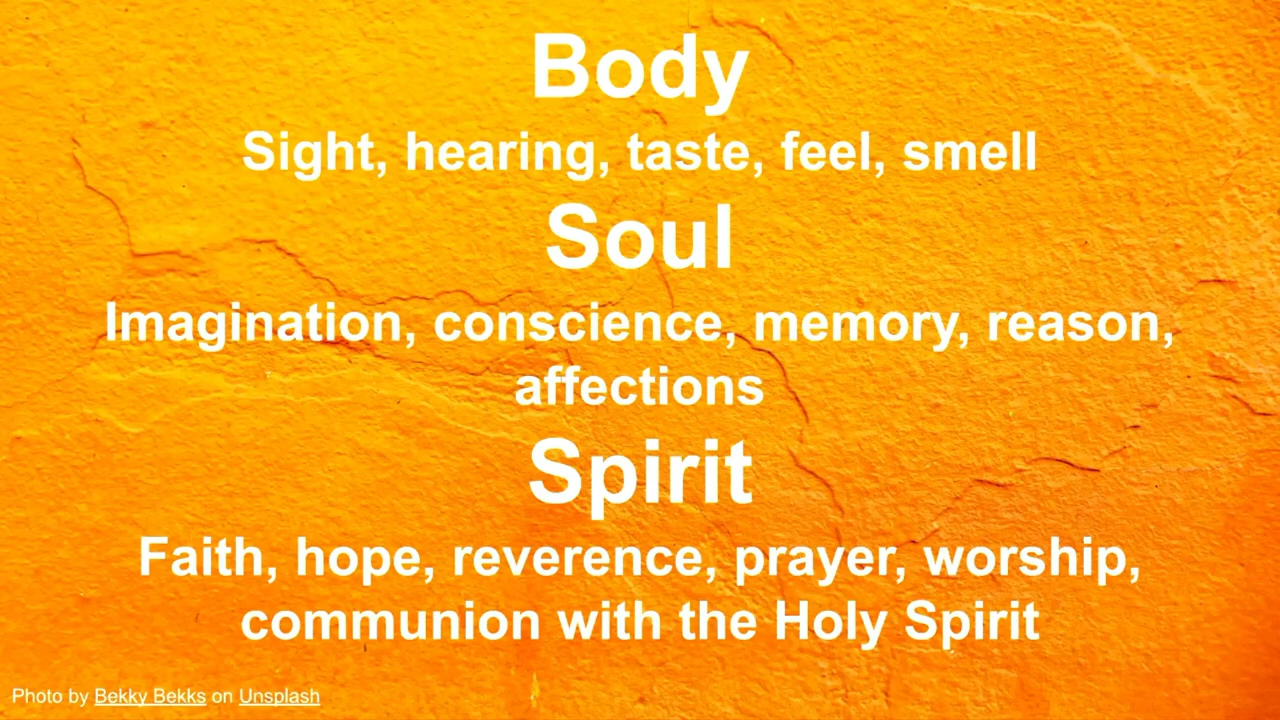 Body
Sight, hearing, taste, feel, smell
Soul
Imagination, conscience, memory, reason,
affections
Spirit
Faith, hope, reverence, prayer, worship,
communion with the Holy Spirit
Photo by Bekky Bekks on Unsplash